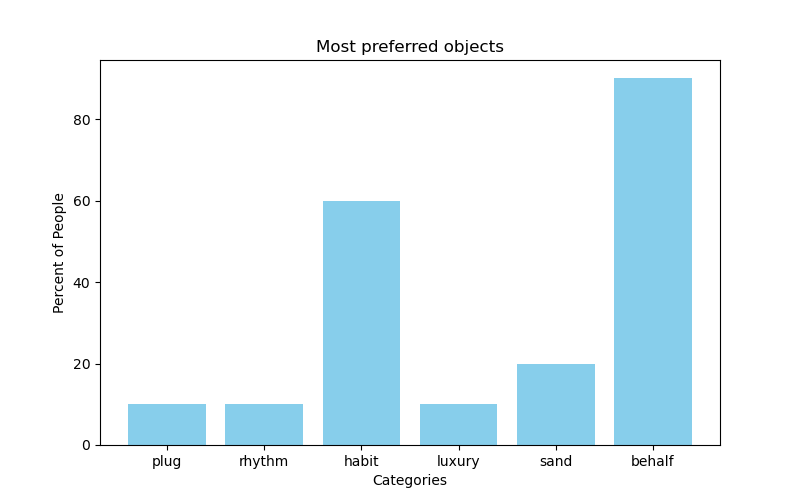 Most preferred objects
Percent of People
80
60
40
20
0
plug rhythm habit luxury sand behalf
Categories